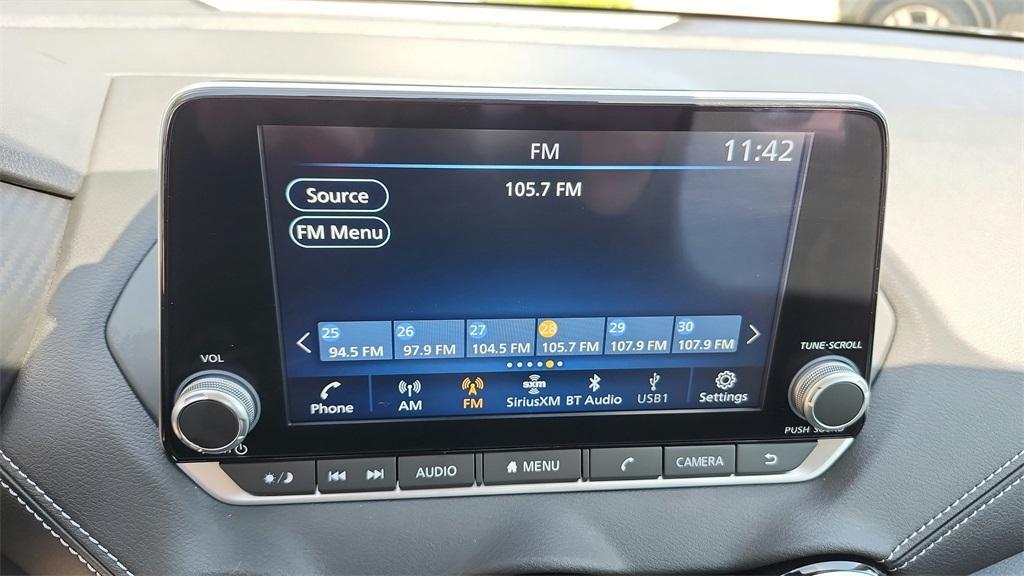 FM
11:42
Source
105.7 FM
FM Menu
25 26 27 28 29 30
94.5 FM 97.9 FM 104.5 FM 105.7 FM 107.9 FM 107.9 FM
VOL
TUNE·SCROLL
Phone AM FM sxm SiriusXM BT Audio USB1 Settings
PUSH
AUDIO MENU CAMERA